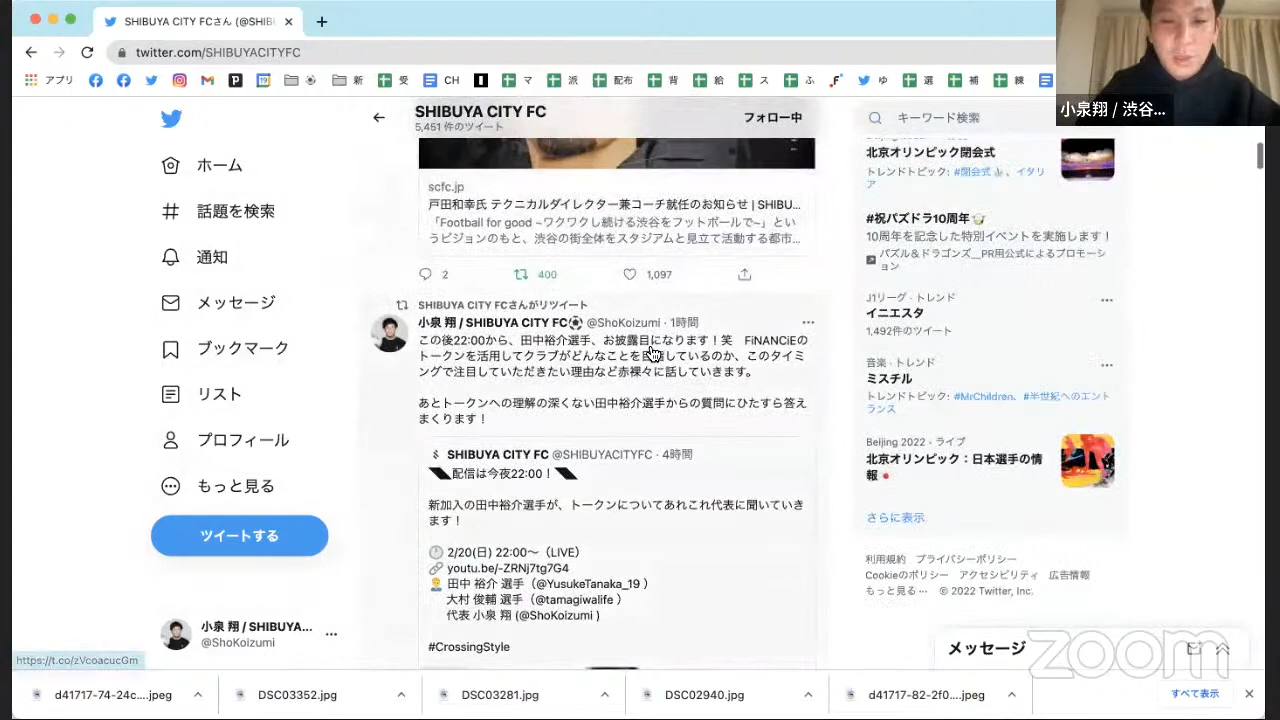 SHIBUYA CITY FCさん (@SHIB
twitter.com/SHIBUYACITYFC
アプリ
新
受
CH
マ
派
配布
背
給
ス
ふ
ゆ
選
補
練
小泉翔 / 渋谷...
SHIBUYA CITY FC
5,451 件のツイート
フォロー中
ホーム
話題を検索
通知
メッセージ
ブックマーク
リスト
プロフィール
もっと見る
ツイートする
小泉 翔 / SHIBUYA...
@ShoKoizumi
scfc.jp
戸田和幸氏 テクニカルダイレクター兼コーチ就任のお知らせ | SHIBU...
「Football for good ~ワクワクし続ける渋谷をフットボールで~」とい
うビジョンのもと、渋谷の街全体をスタジアムと見立て活動する都市...
2
400
1,097
SHIBUYA CITY FCさんがリツイート
小泉 翔 / SHIBUYA CITY FC⚽ @ShoKoizumi · 1時間
この後22:00から、田中裕介選手、お披露目になります！笑　FiNANCiEの
トークンを活用してクラブがどんなことを しているのか、このタイミ
ングで注目していただきたい理由など赤裸々に話していきます。
あとトークンへの理解の深くない田中裕介選手からの質問にひたすら答え
まくります！
SHIBUYA CITY FC @SHIBUYACITYFC · 4時間
配信は今夜22:00！
新加入の田中裕介選手が、トークンについてあれこれ代表に聞いていき
ます！
2/20(日) 22:00〜（LIVE）
youtu.be/-ZRNj7tg7G4
田中 裕介 選手（@YusukeTanaka_19 ）
大村 俊輔 選手（@tamagiwalife ）
代表 小泉 翔 (@ShoKoizumi )
#CrossingStyle
キーワード検索
北京オリンピック閉会式
トレンドトピック: #閉会式、イタリ
ア
#祝パズドラ10周年
10周年を記念した特別イベントを実施します！
パズル＆ドラゴンズ__PR用公式によるプロモーシ
ョン
J1リーグ · トレンド
イニエスタ
1,492件のツイート
音楽 · トレンド
ミスチル
トレンドトピック: #MrChildren、#半世紀へのエント
ランス
Beijing 2022 · ライブ
北京オリンピック：日本選手の情
報
さらに表示
利用規約 プライバシーポリシー
Cookieのポリシー アクセシビリティ 広告情報
もっと見る ··· © 2022 Twitter, Inc.
メッセージ
zoom
https://t.co/zVcoacucGm
d41717-74-24c....jpeg
DSC03352.jpg
DSC03281.jpg
DSC02940.jpg
d41717-82-2f0....jpeg
すべて表示